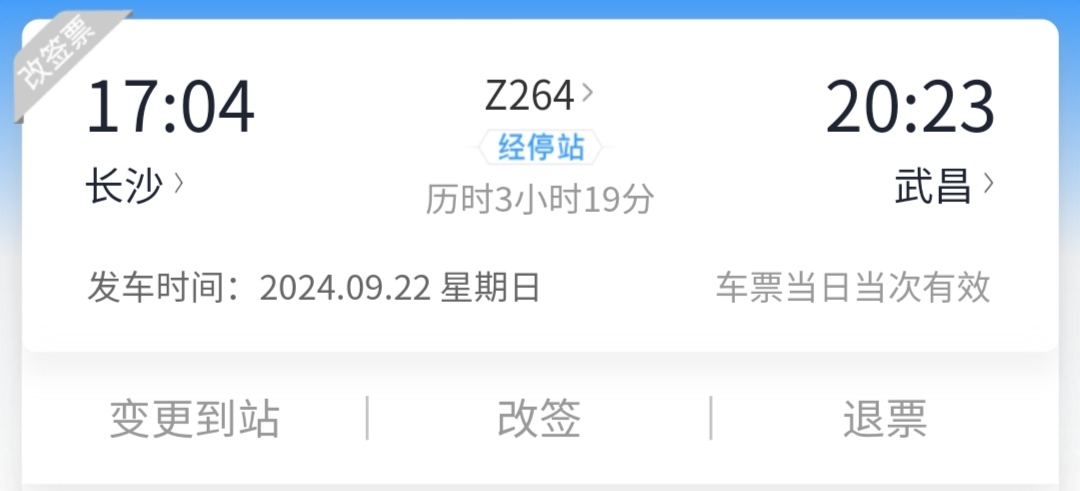 改签票
17:04
Z264
20:23
经停站
长沙
武昌
历时3小时19分
发车时间：2024.09.22 星期日
车票当日当次有效
变更到站
改签
退票